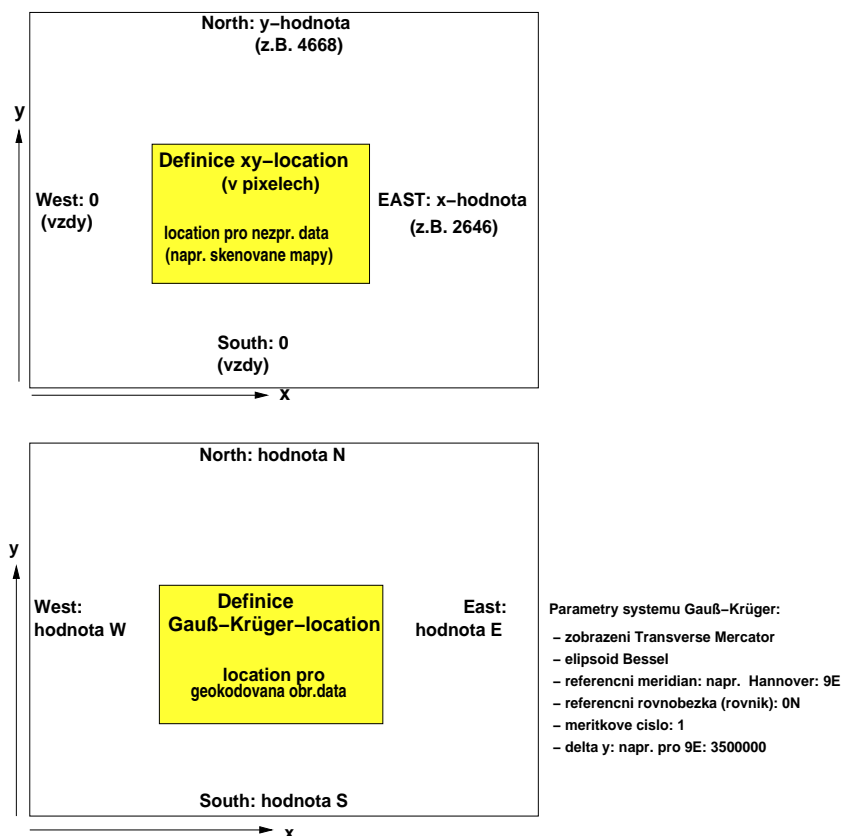 North: y−hodnota
(z.B. 4668)
y
Definice xy−location
(v pixelech)
West: 0
(vzdy)
EAST: x−hodnota
(z.B. 2646)
location pro nezpr. data
(napr. skenovane mapy)
South: 0
(vzdy)
x
North: hodnota N
y
West:
hodnota W
Definice
Gauß−Krüger−location
East:
hodnota E
location pro
geokodovana obr.data
Parametry systemu Gauß−Krüger:
− zobrazeni Transverse Mercator
− elipsoid Bessel
− referencni meridian: napr. Hannover: 9E
− referencni rovnobezka (rovnik): 0N
− meritkove cislo: 1
− delta y: napr. pro 9E: 3500000
South: hodnota S
x